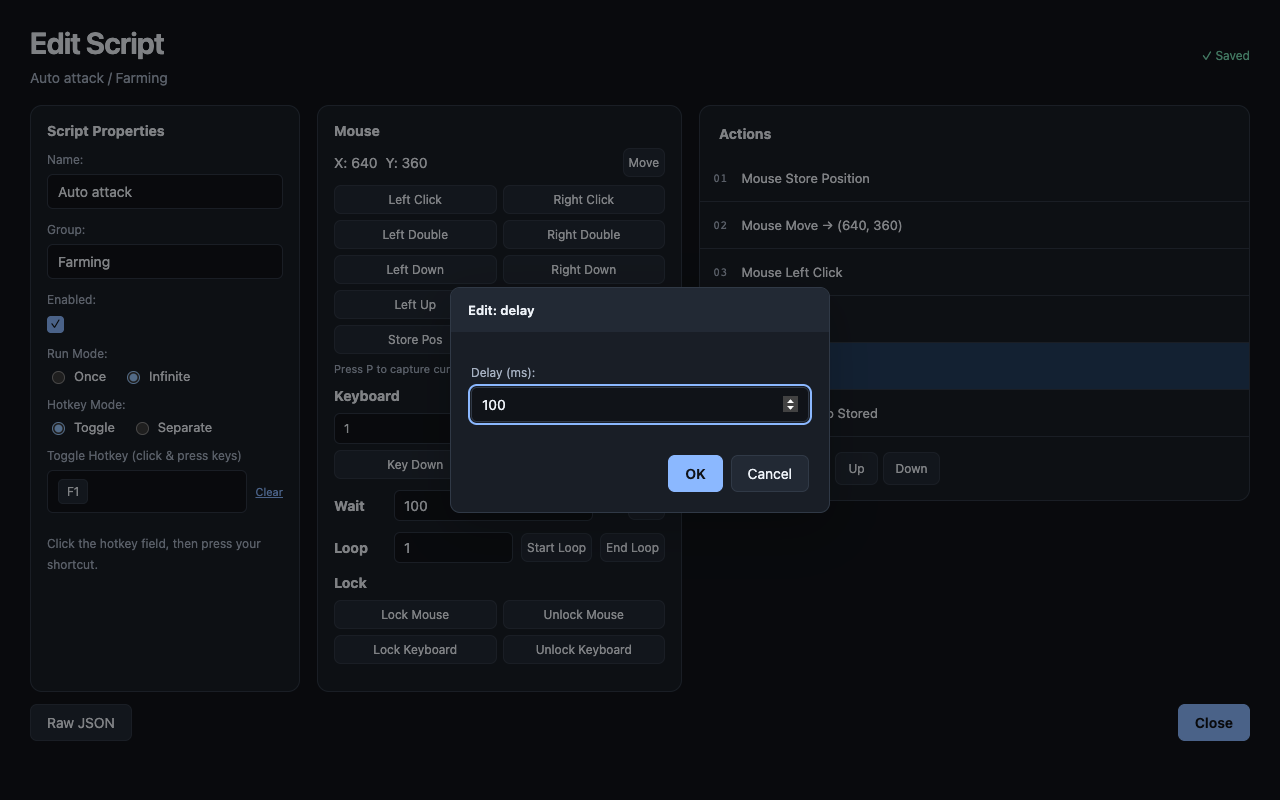 Edit Script
Auto attack / Farming
✓ Saved
Script Properties
Name:
Auto attack
Group:
Farming
Enabled:
Run Mode:
Once
Infinite
Hotkey Mode:
Toggle
Separate
Toggle Hotkey (click & press keys)
F1
Clear
Click the hotkey field, then press your
shortcut.
Mouse
X: 640 Y: 360
Move
Left Click
Right Click
Left Double
Right Double
Left Down
Right Down
Left Up
Store Pos
Press P to capture
Keyboard
1
Key Down
Wait
100
Loop
1
Start Loop
End Loop
Lock
Lock Mouse
Unlock Mouse
Lock Keyboard
Unlock Keyboard
Actions
01 Mouse Store Position
02 Mouse Move → (640, 360)
03 Mouse Left Click
Stored
Up
Down
Edit: delay
Delay (ms):
100
OK
Cancel
Raw JSON
Close